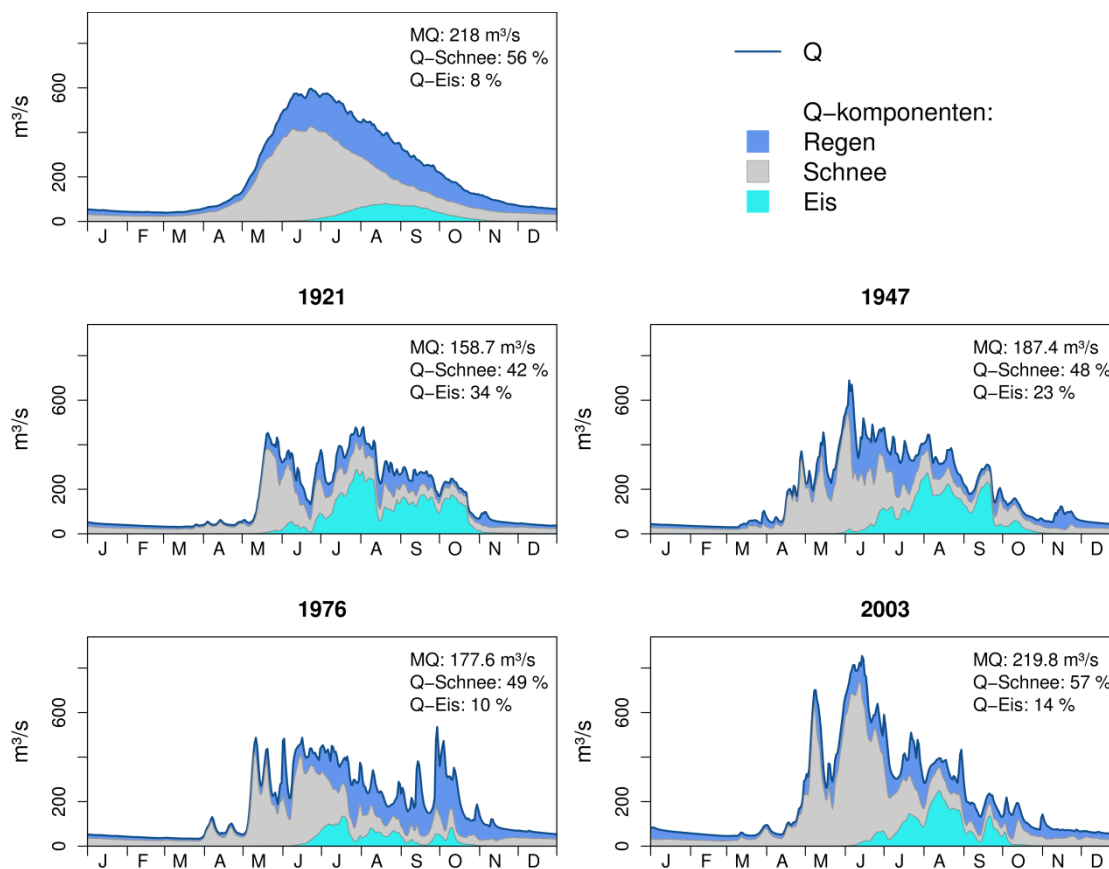 MQ: 218 m³/s
Q−Schnee: 56 %
Q−Eis: 8 %
m³/s
600
200
0
J F M A M J J A S O N D
Q
Q−komponenten:
Regen
Schnee
Eis
1921
MQ: 158.7 m³/s
Q−Schnee: 42 %
Q−Eis: 34 %
m³/s
600
200
0
J F M A M J J A S O N D
1947
MQ: 187.4 m³/s
Q−Schnee: 48 %
Q−Eis: 23 %
m³/s
600
200
0
J F M A M J J A S O N D
1976
MQ: 177.6 m³/s
Q−Schnee: 49 %
Q−Eis: 10 %
m³/s
600
200
0
J F M A M J J A S O N D
2003
MQ: 219.8 m³/s
Q−Schnee: 57 %
Q−Eis: 14 %
m³/s
600
200
0
J F M A M J J A S O N D